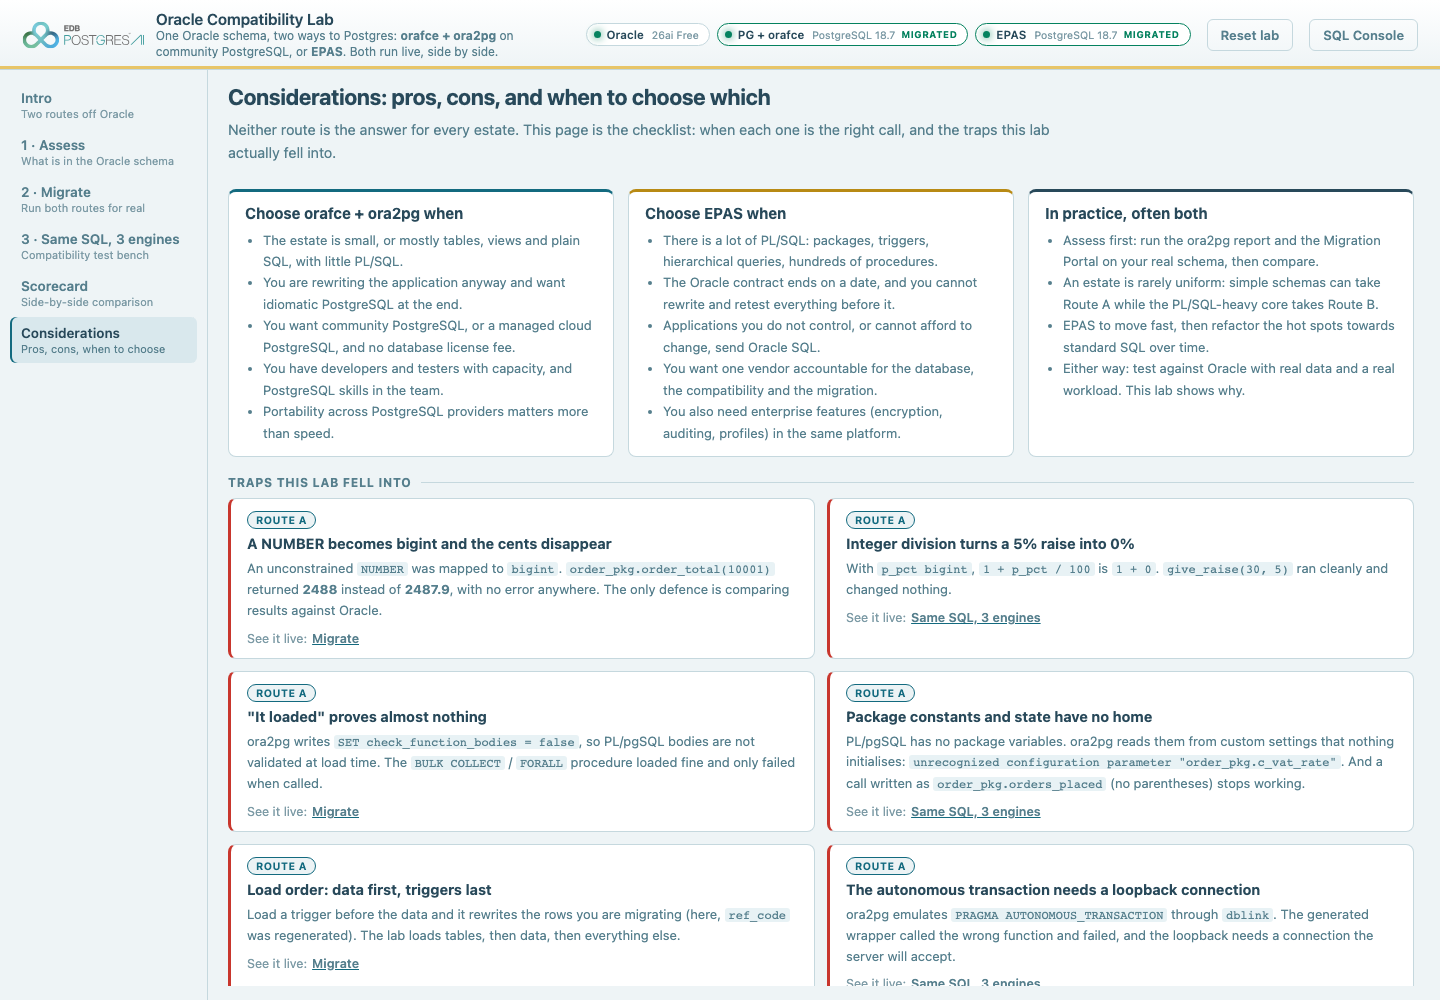 EDB
POSTGRES AI
Oracle Compatibility Lab
One Oracle schema, two ways to Postgres: orafce + ora2pg on
community PostgreSQL, or EPAS. Both run live, side by side.
Oracle 26ai Free
PG + orafce PostgreSQL 18.7 MIGRATED
EPAS PostgreSQL 18.7 MIGRATED
Reset lab
SQL Console
Intro
Two routes off Oracle
1 · Assess
What is in the Oracle schema
2 · Migrate
Run both routes for real
3 · Same SQL, 3 engines
Compatibility test bench
Scorecard
Side-by-side comparison
Considerations
Pros, cons, when to choose
Considerations: pros, cons, and when to choose which
Neither route is the answer for every estate. This page is the checklist: when each one is the right call, and the traps this lab
actually fell into.
Choose orafce + ora2pg when
• The estate is small, or mostly tables, views and plain
SQL, with little PL/SQL.
• You are rewriting the application anyway and want
idiomatic PostgreSQL at the end.
• You want community PostgreSQL, or a managed cloud
PostgreSQL, and no database license fee.
• You have developers and testers with capacity, and
PostgreSQL skills in the team.
• Portability across PostgreSQL providers matters more
than speed.
Choose EPAS when
• There is a lot of PL/SQL: packages, triggers,
hierarchical queries, hundreds of procedures.
• The Oracle contract ends on a date, and you cannot
rewrite and retest everything before it.
• Applications you do not control, or cannot afford to
change, send Oracle SQL.
• You want one vendor accountable for the database,
the compatibility and the migration.
• You also need enterprise features (encryption,
auditing, profiles) in the same platform.
In practice, often both
• Assess first: run the ora2pg report and the Migration
Portal on your real schema, then compare.
• An estate is rarely uniform: simple schemas can take
Route A while the PL/SQL-heavy core takes Route B.
• EPAS to move fast, then refactor the hot spots towards
standard SQL over time.
• Either way: test against Oracle with real data and a real
workload. This lab shows why.
TRAPS THIS LAB FELL INTO
ROUTE A
A NUMBER becomes bigint and the cents disappear
An unconstrained NUMBER was mapped to bigint. order_pkg.order_total(10001)
returned 2488 instead of 2487.9, with no error anywhere. The only defence is comparing
results against Oracle.
See it live: Migrate
ROUTE A
Integer division turns a 5% raise into 0%
With p_pct bigint, 1 + p_pct / 100 is 1 + 0. give_raise(30, 5) ran cleanly and
changed nothing.
See it live: Same SQL, 3 engines
ROUTE A
"It loaded" proves almost nothing
ora2pg writes SET check_function_bodies = false, so PL/pgSQL bodies are not
validated at load time. The BULK COLLECT / FORALL procedure loaded fine and only failed
when called.
See it live: Migrate
ROUTE A
Package constants and state have no home
PL/pgSQL has no package variables. ora2pg reads them from custom settings that nothing
initialises: unrecognized configuration parameter "order_pkg.c_vat_rate". And a
call written as order_pkg.orders_placed (no parentheses) stops working.
See it live: Same SQL, 3 engines
ROUTE A
Load order: data first, triggers last
Load a trigger before the data and it rewrites the rows you are migrating (here, ref_code
was regenerated). The lab loads tables, then data, then everything else.
See it live: Migrate
ROUTE A
The autonomous transaction needs a loopback connection
ora2pg emulates PRAGMA AUTONOMOUS_TRANSACTION through dblink. The generated
wrapper called the wrong function and failed, and the loopback needs a connection the
server will accept.
See it live: Same SQL, 3 engines